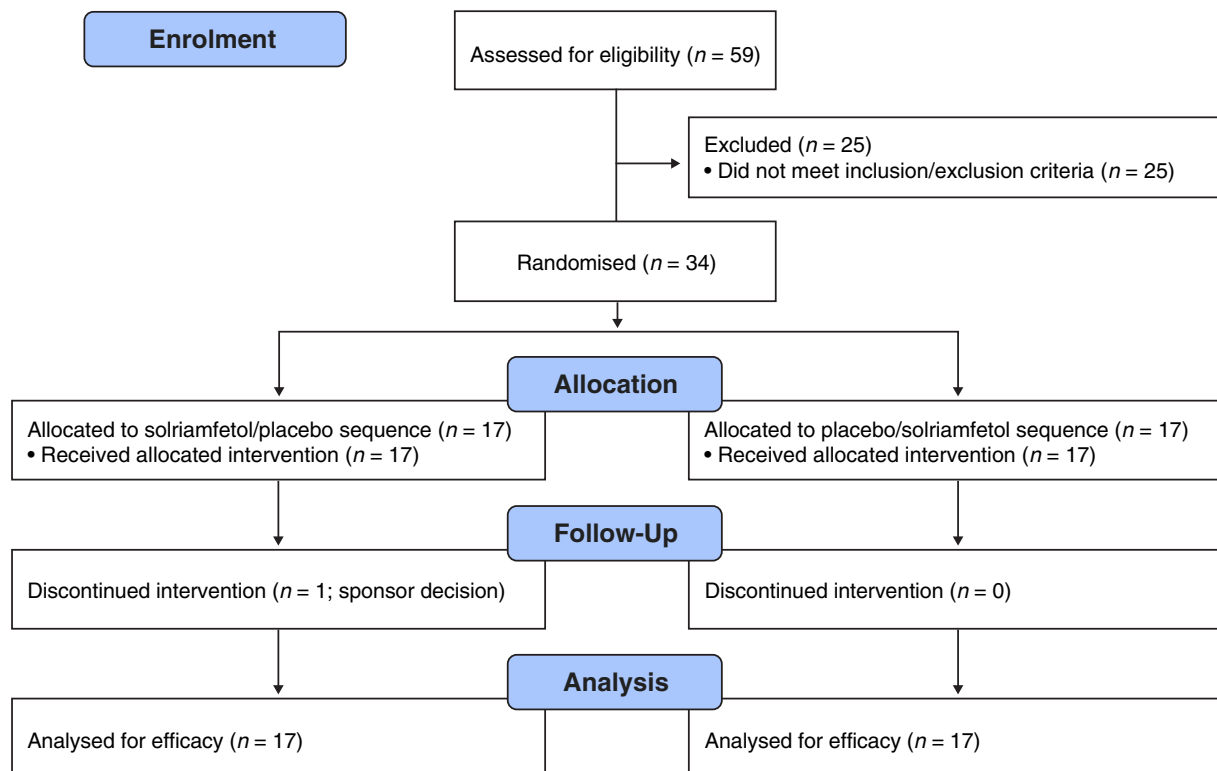 Enrolment
Assessed for eligibility (n = 59)
Excluded (n = 25)
• Did not meet inclusion/exclusion criteria (n = 25)
Randomised (n = 34)
Allocation
Allocated to solriamfetol/placebo sequence (n = 17)
• Received allocated intervention (n = 17)
Allocated to placebo/solriamfetol sequence (n = 17)
• Received allocated intervention (n = 17)
Follow-Up
Discontinued intervention (n = 1; sponsor decision)
Discontinued intervention (n = 0)
Analysis
Analysed for efficacy (n = 17)
Analysed for efficacy (n = 17)